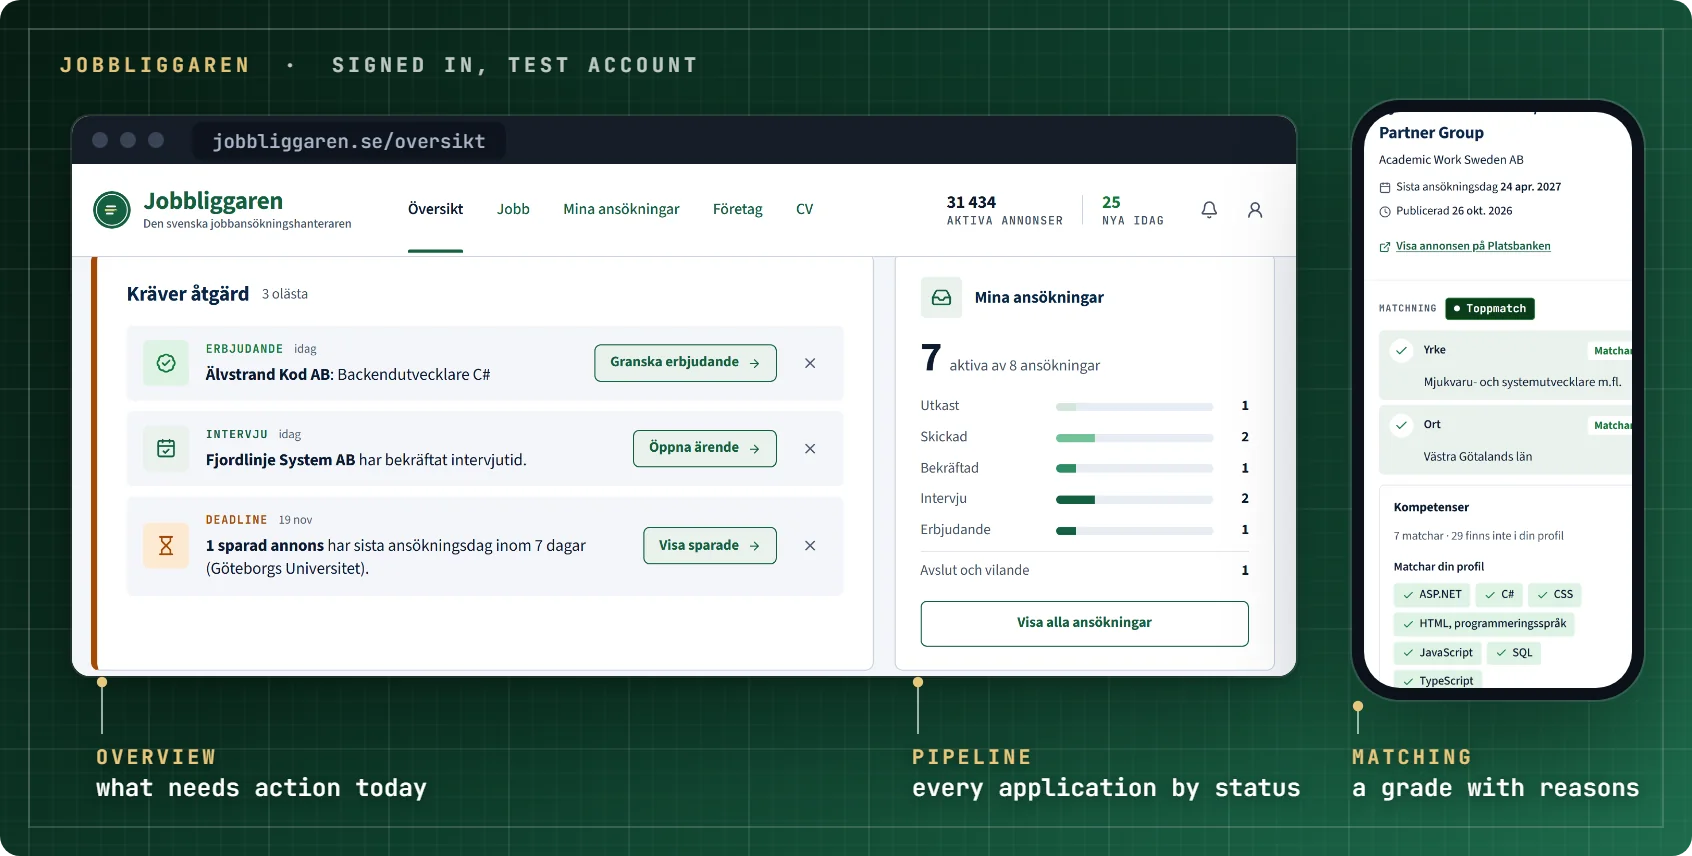 JOBBLIGGAREN · SIGNED IN, TEST ACCOUNT
jobbliggaren.se/oversikt
Jobbliggaren
Den svenska jobbansökningshanteraren
Översikt
Jobb
Mina ansökningar
Företag
CV
31 434
AKTIVA ANNONSER
25
NYA IDAG
Kräver åtgärd 3 olästa
ERBJUDANDE idag
Älvstrand Kod AB: Backendutvecklare C#
Granska erbjudande →
INTERVJU idag
Fjordlinje System AB har bekräftat intervjutid.
Öppna ärende →
DEADLINE 19 nov
1 sparad annons har sista ansökningsdag inom 7 dagar
(Göteborgs Universitet).
Visa sparade →
Mina ansökningar
7 aktiva av 8 ansökningar
Utkast 1
Skickad 2
Bekräftad 1
Intervju 2
Erbjudande 1
Avslut och vilande 1
Visa alla ansökningar
Partner Group
Academic Work Sweden AB
Sista ansökningsdag 24 apr. 2027
Publicerad 26 okt. 2026
Visa annonsen på Platsbanken
MATCHNING Toppmatch
Yrke Matchar
Mjukvaru- och systemutvecklare m.fl.
Ort Matchar
Västra Götalands län
Kompetenser
7 matchar · 29 finns inte i din profil
Matchar din profil
ASP.NET
C#
CSS
HTML, programmeringsspråk
JavaScript
SQL
TypeScript
OVERVIEW
what needs action today
PIPELINE
every application by status
MATCHING
a grade with reasons